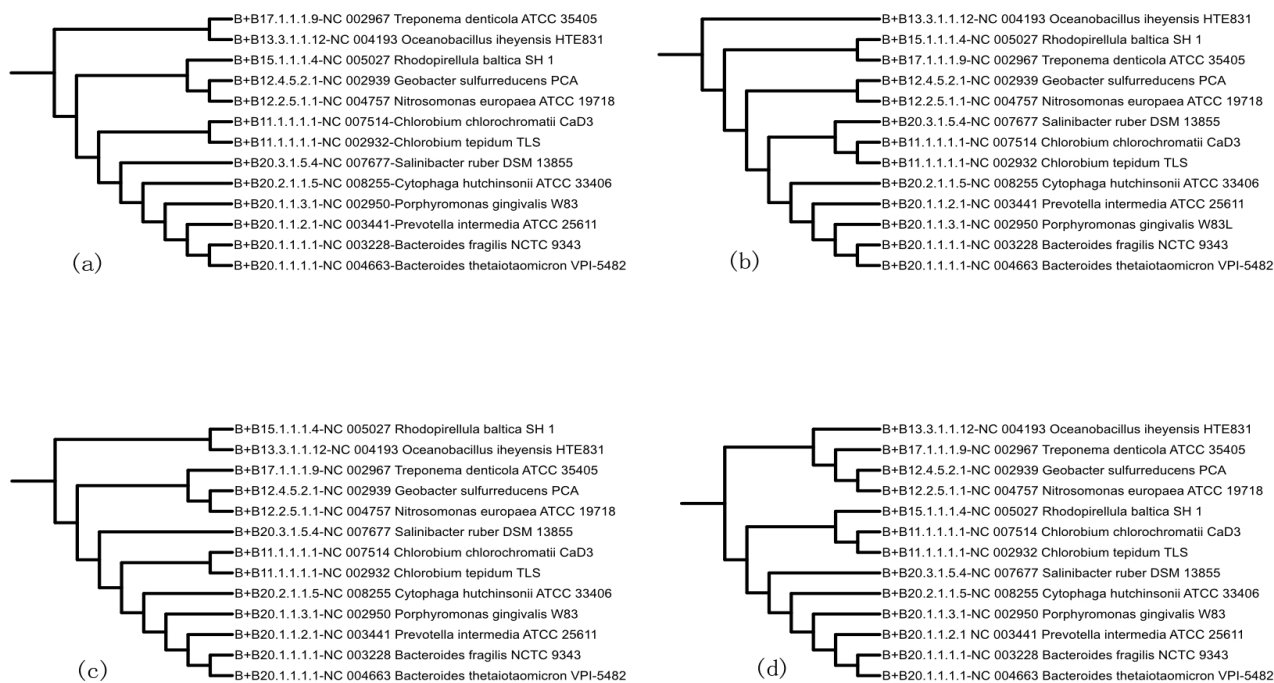 B+B17.1.1.1.9-NC 002967 Treponema denticola ATCC 35405
B+B13.3.1.1.12-NC 004193 Oceanobacillus iheyensis HTE831
B+B15.1.1.1.4-NC 005027 Rhodopirellula baltica SH 1
B+B12.4.5.2.1-NC 002939 Geobacter sulfurreducens PCA
B+B12.2.5.1.1-NC 004757 Nitrosomonas europaea ATCC 19718
B+B11.1.1.1.1-NC 007514-Chlorobium chlorochromatii CaD3
B+B11.1.1.1.1-NC 002932-Chlorobium tepidum TLS
B+B20.3.1.5.4-NC 007677-Salinibacter ruber DSM 13855
B+B20.2.1.1.5-NC 008255-Cytophaga hutchinsonii ATCC 33406
B+B20.1.1.3.1-NC 002950-Porphyromonas gingivalis W83
B+B20.1.1.2.1-NC 003441-Prevotella intermedia ATCC 25611
B+B20.1.1.1.1-NC 003228-Bacteroides fragilis NCTC 9343
B+B20.1.1.1.1-NC 004663-Bacteroides thetaiotaomicron VPI-5482
(a)
B+B13.3.1.1.12-NC 004193 Oceanobacillus iheyensis HTE831
B+B15.1.1.1.4-NC 005027 Rhodopirellula baltica SH 1
B+B17.1.1.1.9-NC 002967 Treponema denticola ATCC 35405
B+B12.4.5.2.1-NC 002939 Geobacter sulfurreducens PCA
B+B12.2.5.1.1-NC 004757 Nitrosomonas europaea ATCC 19718
B+B20.3.1.5.4-NC 007677 Salinibacter ruber DSM 13855
B+B11.1.1.1.1-NC 007514 Chlorobium chlorochromatii CaD3
B+B11.1.1.1.1-NC 002932 Chlorobium tepidum TLS
B+B20.2.1.1.5-NC 008255 Cytophaga hutchinsonii ATCC 33406
B+B20.1.1.2.1-NC 003441 Prevotella intermedia ATCC 25611
B+B20.1.1.3.1-NC 002950 Porphyromonas gingivalis W83L
B+B20.1.1.1.1-NC 003228 Bacteroides fragilis NCTC 9343
B+B20.1.1.1.1-NC 004663 Bacteroides thetaiotaomicron VPI-5482
(b)
B+B15.1.1.1.4-NC 005027 Rhodopirellula baltica SH 1
B+B13.3.1.1.12-NC 004193 Oceanobacillus iheyensis HTE831
B+B17.1.1.1.9-NC 002967 Treponema denticola ATCC 35405
B+B12.4.5.2.1-NC 002939 Geobacter sulfurreducens PCA
B+B12.2.5.1.1-NC 004757 Nitrosomonas europaea ATCC 19718
B+B20.3.1.5.4-NC 007677 Salinibacter ruber DSM 13855
B+B11.1.1.1.1-NC 007514 Chlorobium chlorochromatii CaD3
B+B11.1.1.1.1-NC 002932 Chlorobium tepidum TLS
B+B20.2.1.1.5-NC 008255 Cytophaga hutchinsonii ATCC 33406
B+B20.1.1.3.1-NC 002950 Porphyromonas gingivalis W83
B+B20.1.1.2.1-NC 003441 Prevotella intermedia ATCC 25611
B+B20.1.1.1.1-NC 003228 Bacteroides fragilis NCTC 9343
B+B20.1.1.1.1-NC 004663 Bacteroides thetaiotaomicron VPI-5482
(c)
B+B13.3.1.1.12-NC 004193 Oceanobacillus iheyensis HTE831
B+B17.1.1.1.9-NC 002967 Treponema denticola ATCC 35405
B+B12.4.5.2.1-NC 002939 Geobacter sulfurreducens PCA
B+B12.2.5.1.1-NC 004757 Nitrosomonas europaea ATCC 19718
B+B15.1.1.1.4-NC 005027 Rhodopirellula baltica SH 1
B+B11.1.1.1.1-NC 007514 Chlorobium chlorochromatii CaD3
B+B11.1.1.1.1-NC 002932 Chlorobium tepidum TLS
B+B20.3.1.5.4-NC 007677 Salinibacter ruber DSM 13855
B+B20.2.1.1.5-NC 008255 Cytophaga hutchinsonii ATCC 33406
B+B20.1.1.3.1-NC 002950 Porphyromonas gingivalis W83
B+B20.1.1.2.1 NC 003441 Prevotella intermedia ATCC 25611
B+B20.1.1.1.1-NC 003228 Bacteroides fragilis NCTC 9343
B+B20.1.1.1.1-NC 004663 Bacteroides thetaiotaomicron VPI-5482
(d)